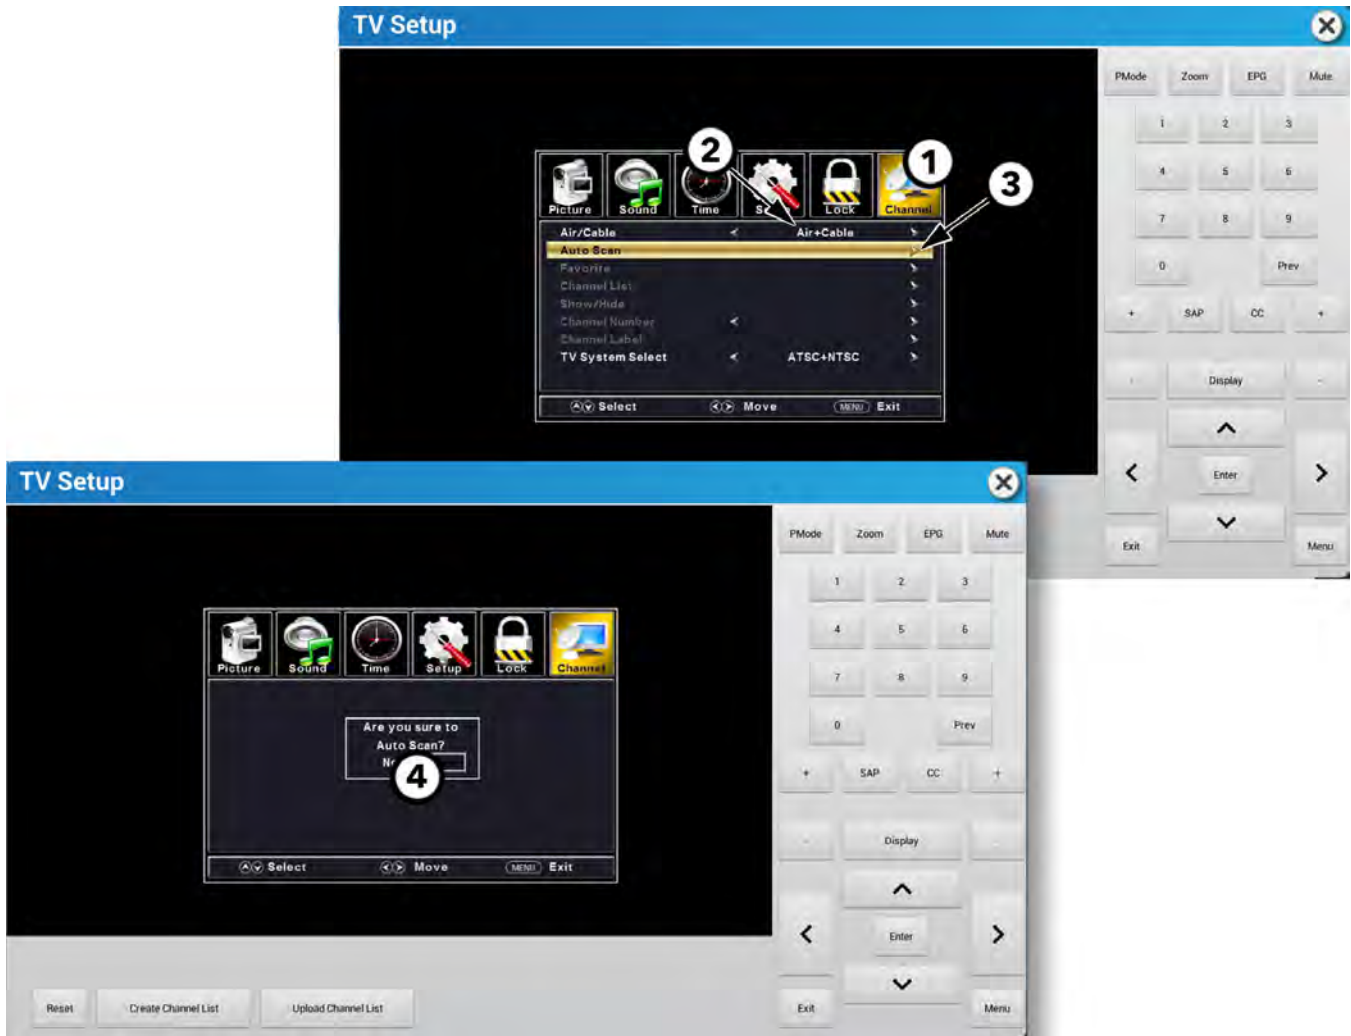 TV Setup
PMode Zoom EPG Mute
1 2 3
4 5 6
7 8 9
0 Prev
+ SAP CC +
- Display -
Enter
Exit Menu
2
1
3
Picture Sound Time Lock Channel
Air/Cable Air+Cable
Auto Scan
Favorite
Channel List
Show/Hide
Channel Number
Channel Label
TV System Select ATSC+NTSC
Select Move MENU Exit
TV Setup
PMode Zoom EPG Mute
1 2 3
4 5 6
7 8 9
0 Prev
+ SAP CC +
- Display -
Enter
Exit Menu
Picture Sound Time Setup Lock Channel
Are you sure to
Auto Scan?
No
4
Select Move MENU Exit
Reset Create Channel List Upload Channel List